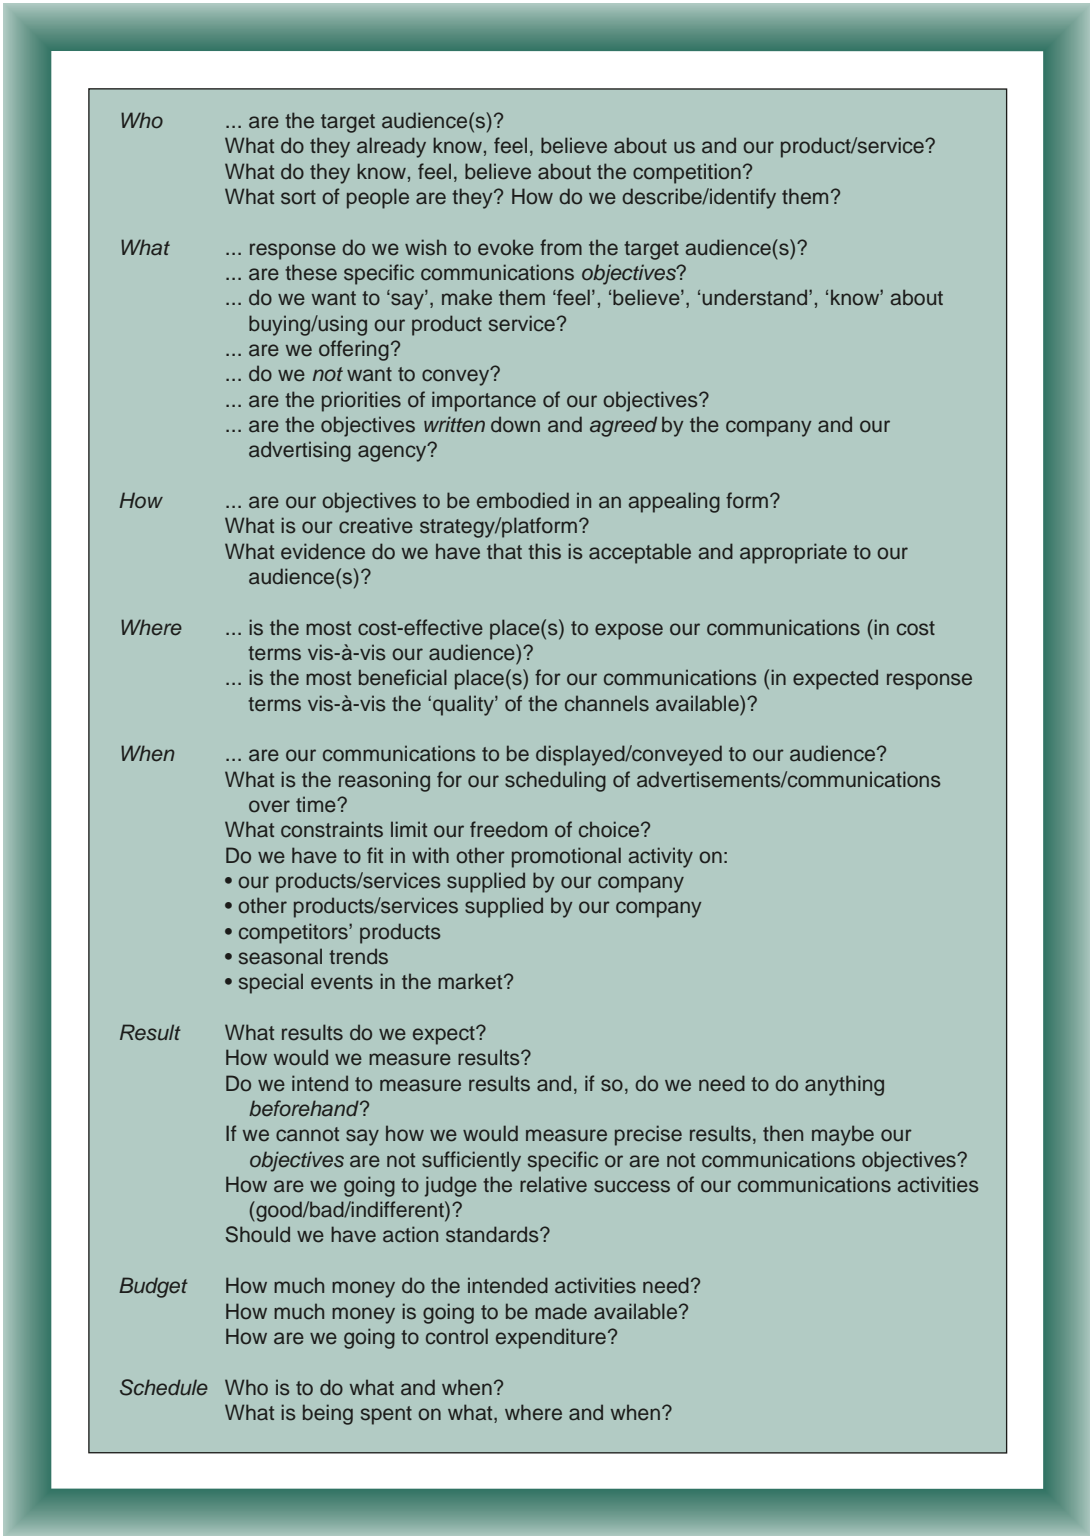 Who ... are the target audience(s)?
What do they already know, feel, believe about us and our product/service?
What do they know, feel, believe about the competition?
What sort of people are they? How do we describe/identify them?
What ... response do we wish to evoke from the target audience(s)?
... are these specific communications objectives?
... do we want to ‘say’, make them ‘feel’, ‘believe’, ‘understand’, ‘know’ about
buying/using our product service?
... are we offering?
... do we not want to convey?
... are the priorities of importance of our objectives?
... are the objectives written down and agreed by the company and our
advertising agency?
How ... are our objectives to be embodied in an appealing form?
What is our creative strategy/platform?
What evidence do we have that this is acceptable and appropriate to our
audience(s)?
Where ... is the most cost-effective place(s) to expose our communications (in cost
terms vis-à-vis our audience)?
... is the most beneficial place(s) for our communications (in expected response
terms vis-à-vis the ‘quality’ of the channels available)?
When ... are our communications to be displayed/conveyed to our audience?
What is the reasoning for our scheduling of advertisements/communications
over time?
What constraints limit our freedom of choice?
Do we have to fit in with other promotional activity on:
• our products/services supplied by our company
• other products/services supplied by our company
• competitors’ products
• seasonal trends
• special events in the market?
Result What results do we expect?
How would we measure results?
Do we intend to measure results and, if so, do we need to do anything
beforehand?
If we cannot say how we would measure precise results, then maybe our
objectives are not sufficiently specific or are not communications objectives?
How are we going to judge the relative success of our communications activities
(good/bad/indifferent)?
Should we have action standards?
Budget How much money do the intended activities need?
How much money is going to be made available?
How are we going to control expenditure?
Schedule Who is to do what and when?
What is being spent on what, where and when?